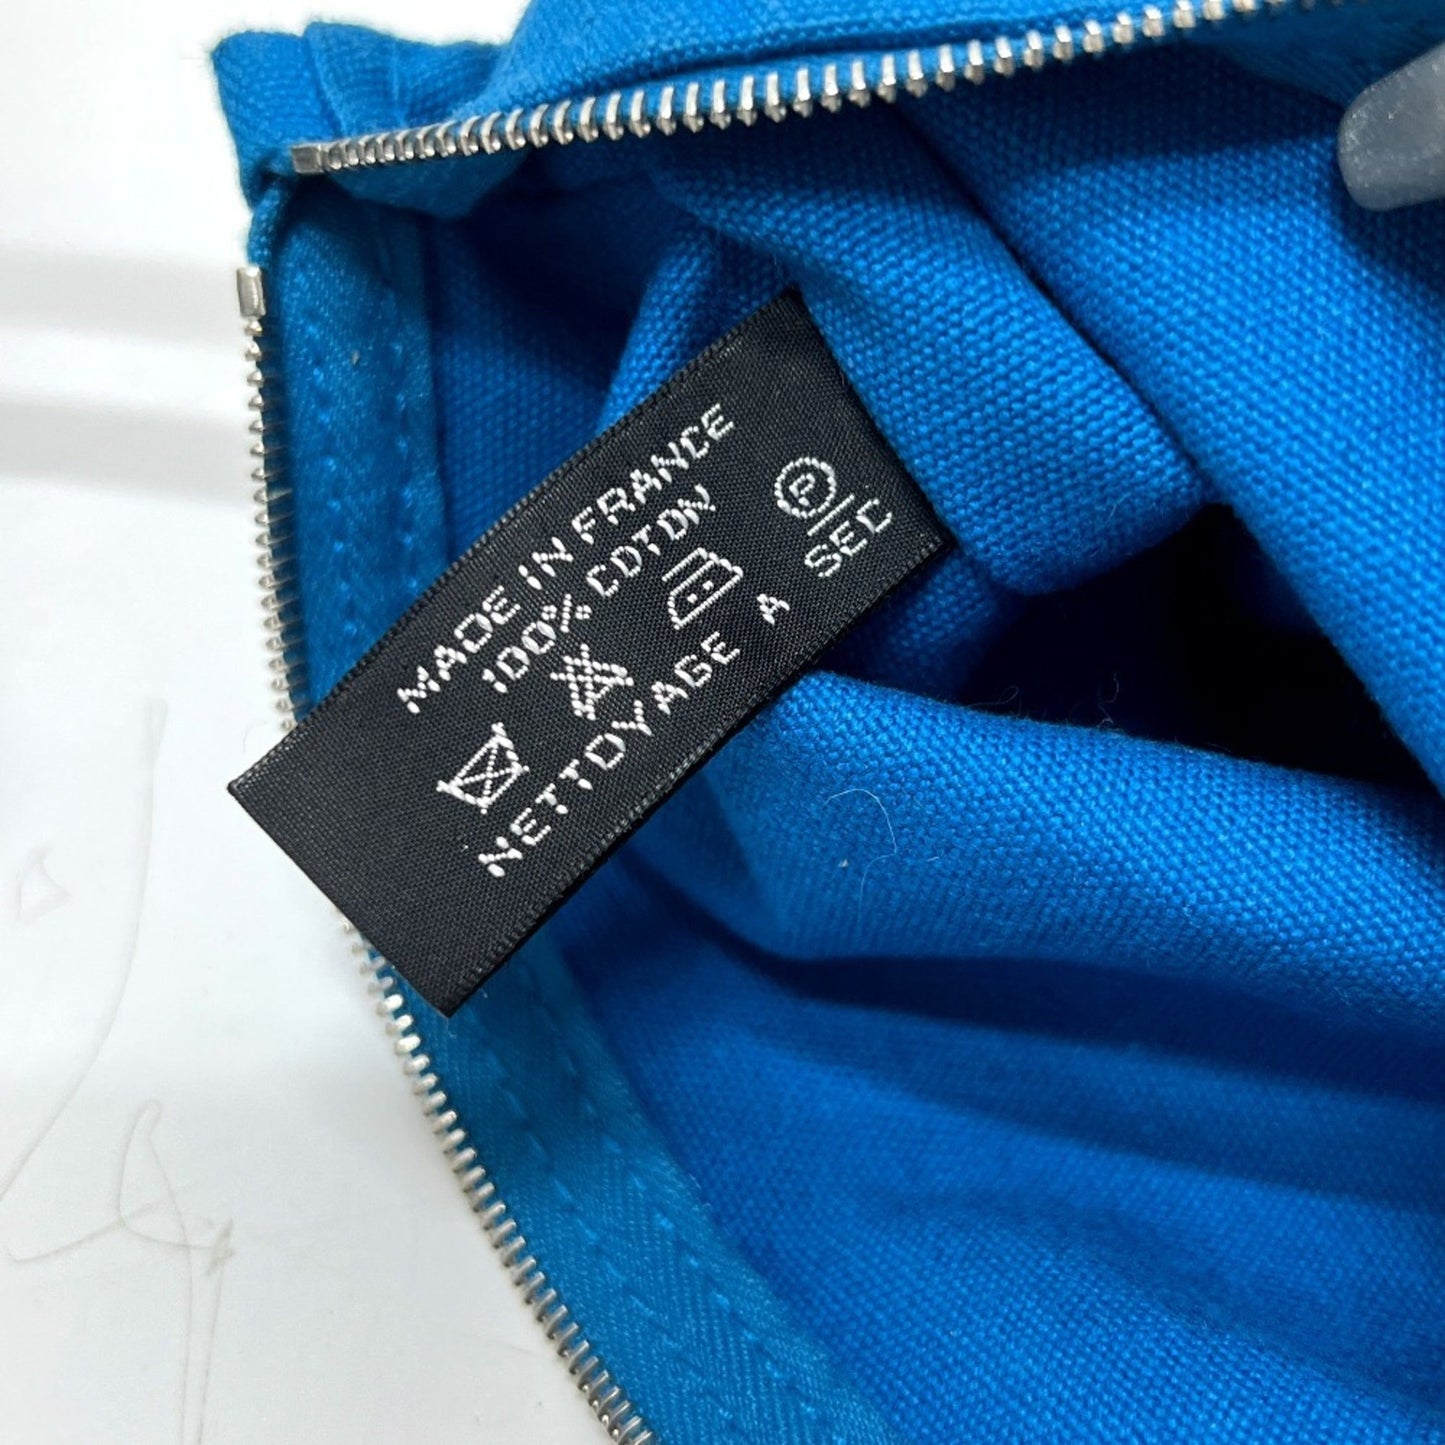 MADE IN FRANCE
100% COTON
NETTOYAGE A
P / SEC